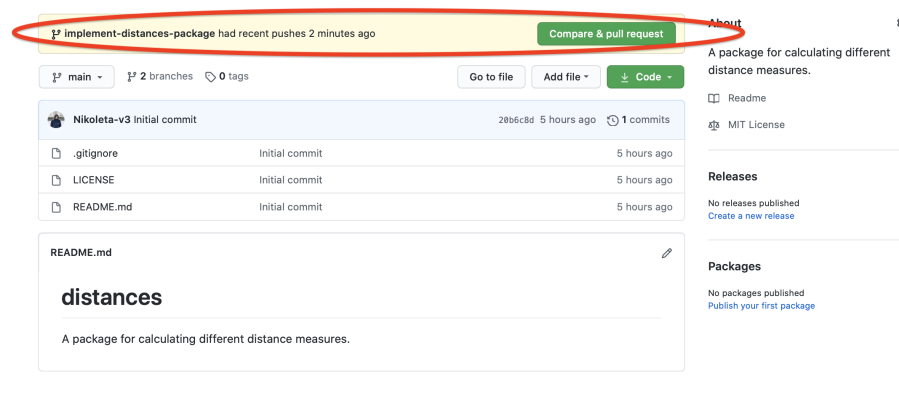 implement-distances-package had recent pushes 2 minutes ago
Compare & pull request
main
2 branches
0 tags
Go to file
Add file
Code
Nikoleta-v3 Initial commit
20b6c8d 5 hours ago
1 commits
.gitignore Initial commit 5 hours ago
LICENSE Initial commit 5 hours ago
README.md Initial commit 5 hours ago
README.md
distances
A package for calculating different distance measures.
About
A package for calculating different
distance measures.
Readme
MIT License
Releases
No releases published
Create a new release
Packages
No packages published
Publish your first package